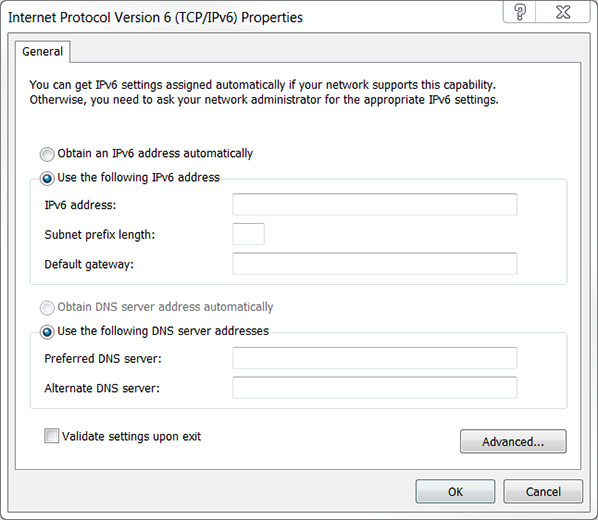 Internet Protocol Version 6 (TCP/IPv6) Properties
General
You can get IPv6 settings assigned automatically if your network supports this capability.
Otherwise, you need to ask your network administrator for the appropriate IPv6 settings.
Obtain an IPv6 address automatically
Use the following IPv6 address
IPv6 address:
Subnet prefix length:
Default gateway:
Obtain DNS server address automatically
Use the following DNS server addresses
Preferred DNS server:
Alternate DNS server:
Validate settings upon exit
Advanced...
OK
Cancel